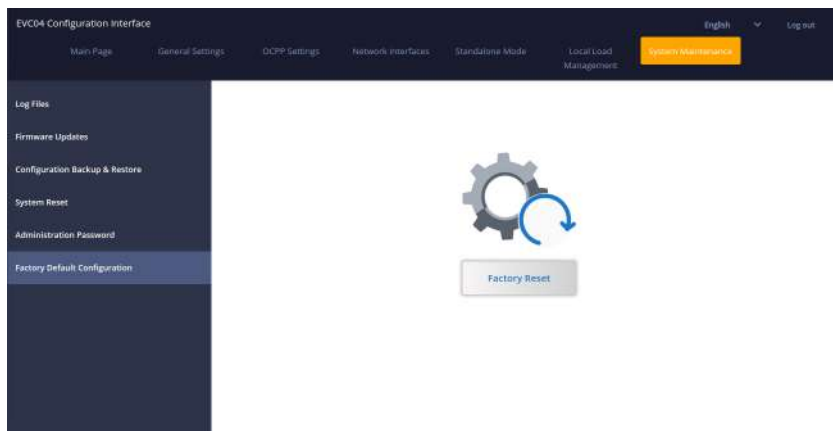 EVC04 Configuration Interface
English
Log out
Main Page
General Settings
OCPP Settings
Network Interfaces
Standalone Mode
Local Load
Management
System Maintenance
Log Files
Firmware Updates
Configuration Backup & Restore
System Reset
Administration Password
Factory Default Configuration
Factory Reset